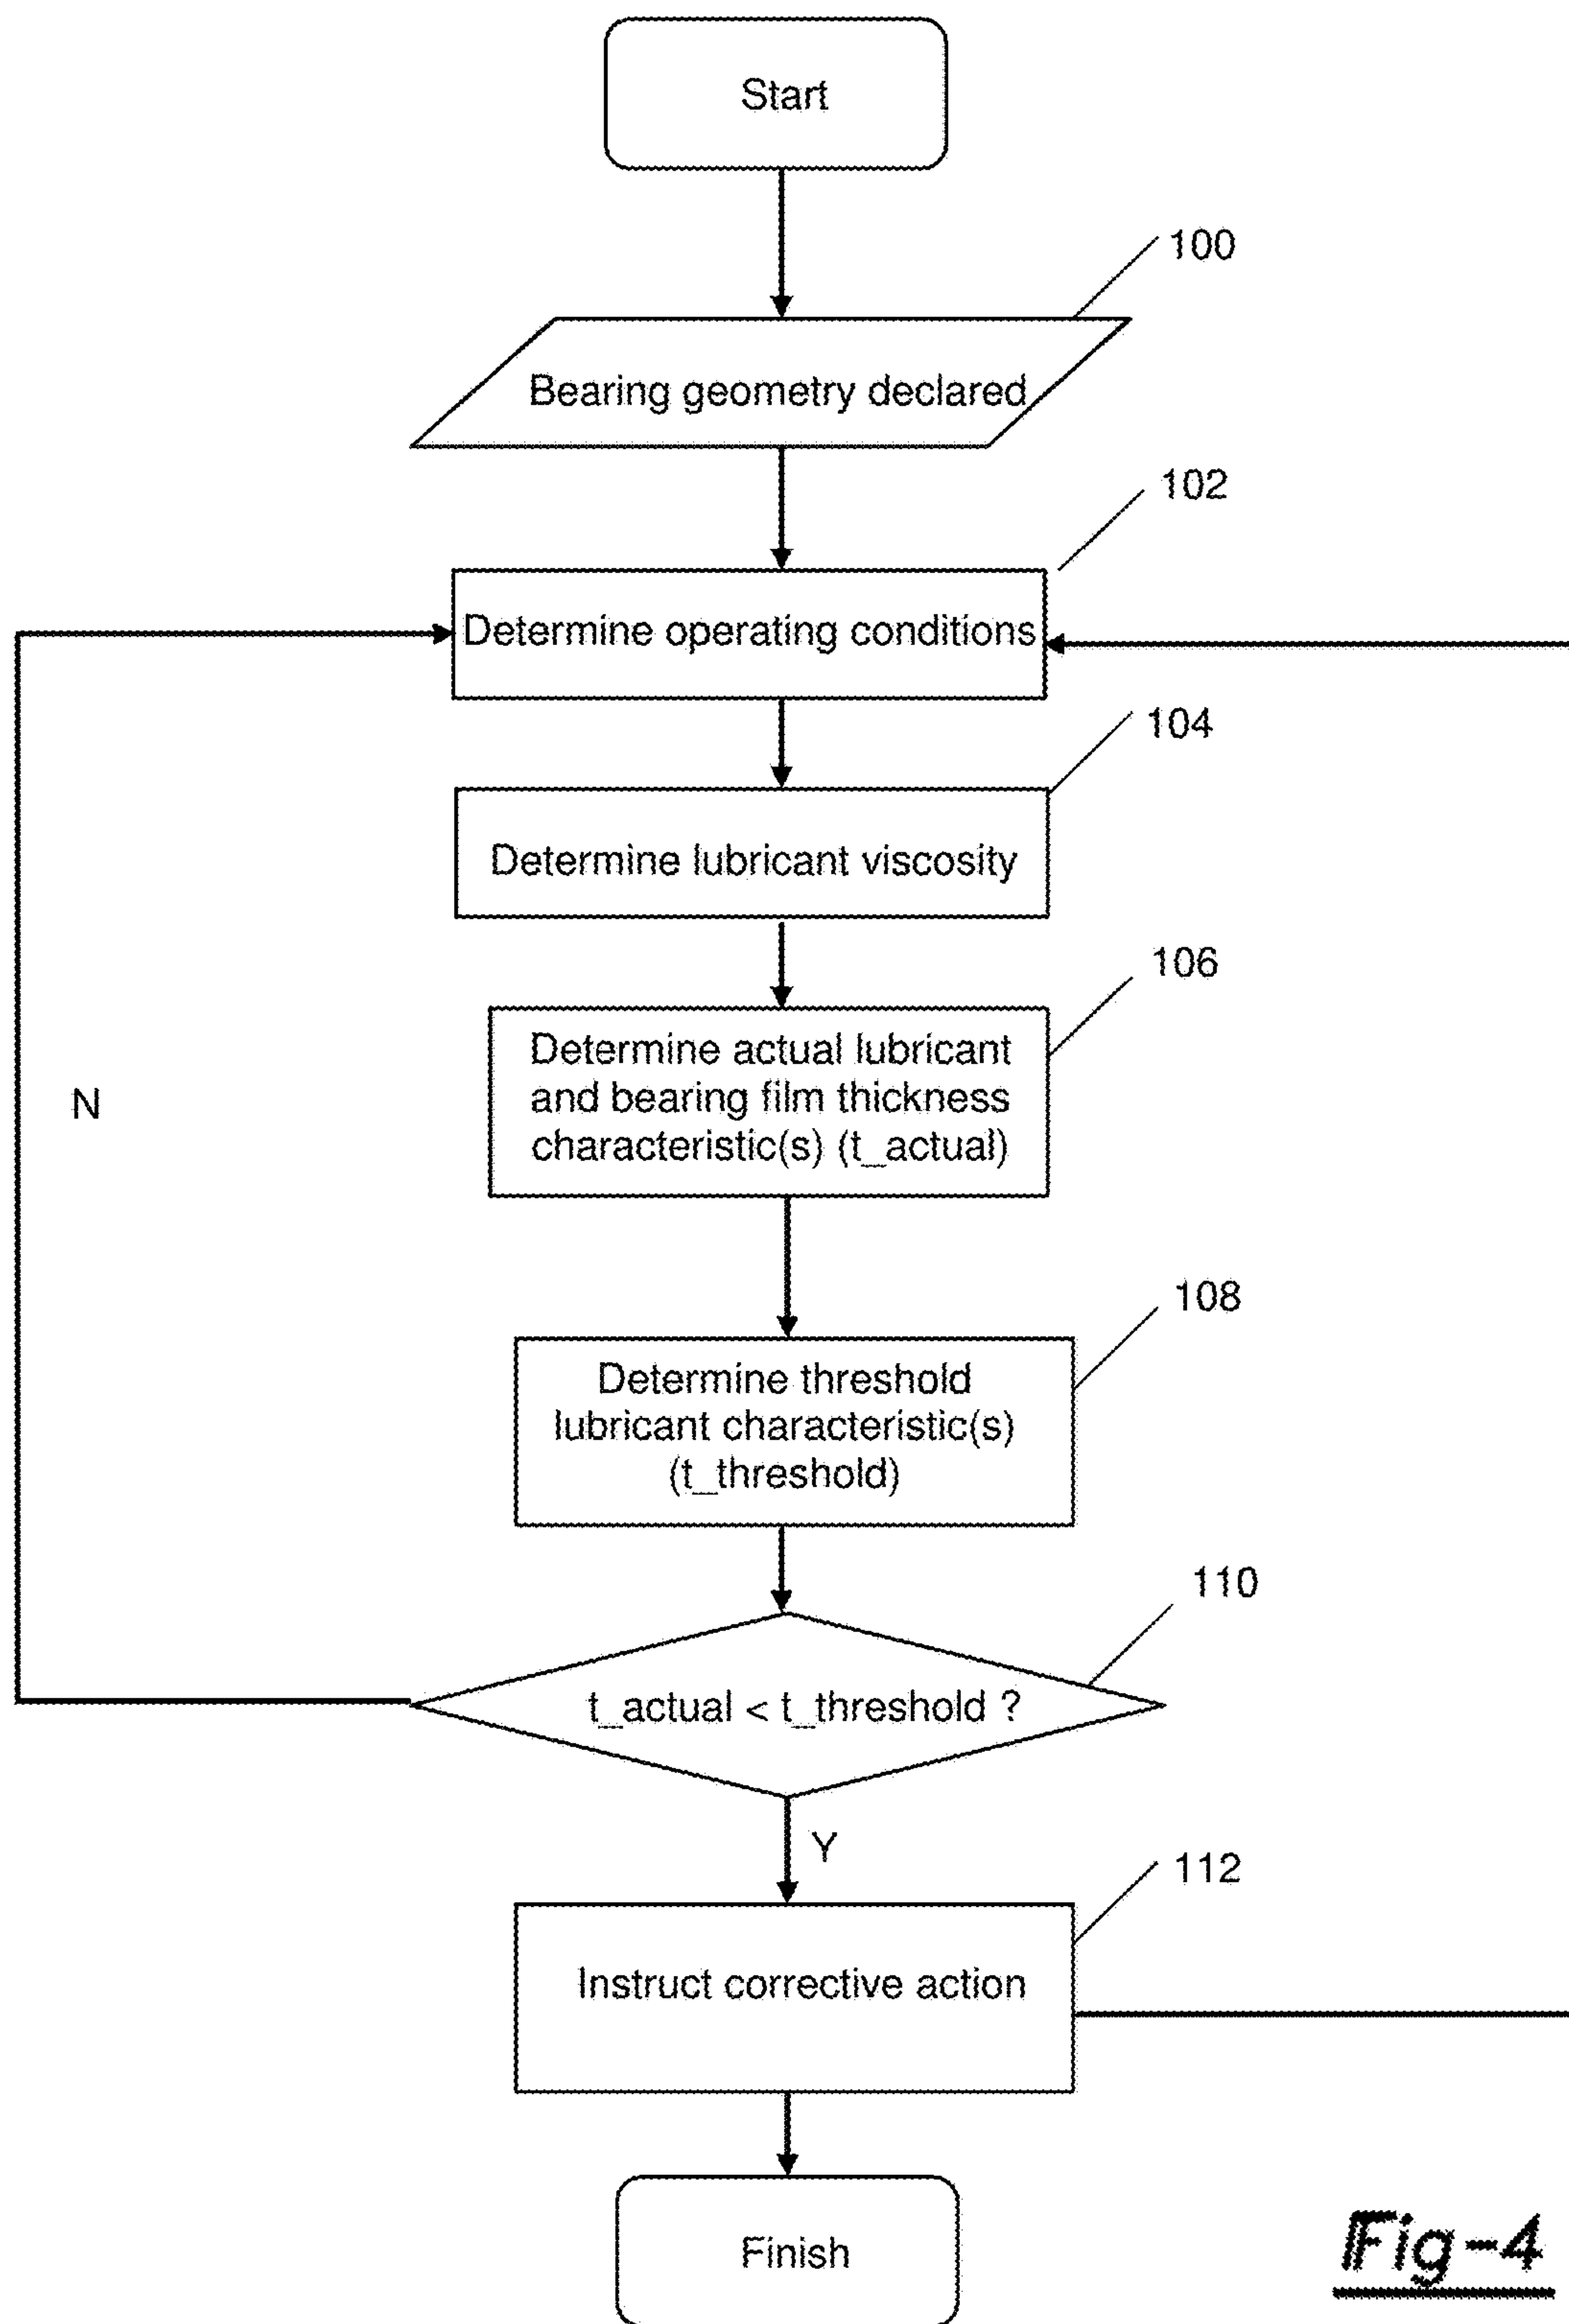 Start
100
Bearing geometry declared
102
Determine operating conditions
104
Determine lubricant viscosity
106
Determine actual lubricant
and bearing film thickness
characteristic(s) (t_actual)
N
108
Determine threshold
lubricant characteristic(s)
(t_threshold)
110
t_actual < t_threshold ?
Y
112
Instruct corrective action
Finish
Fig-4